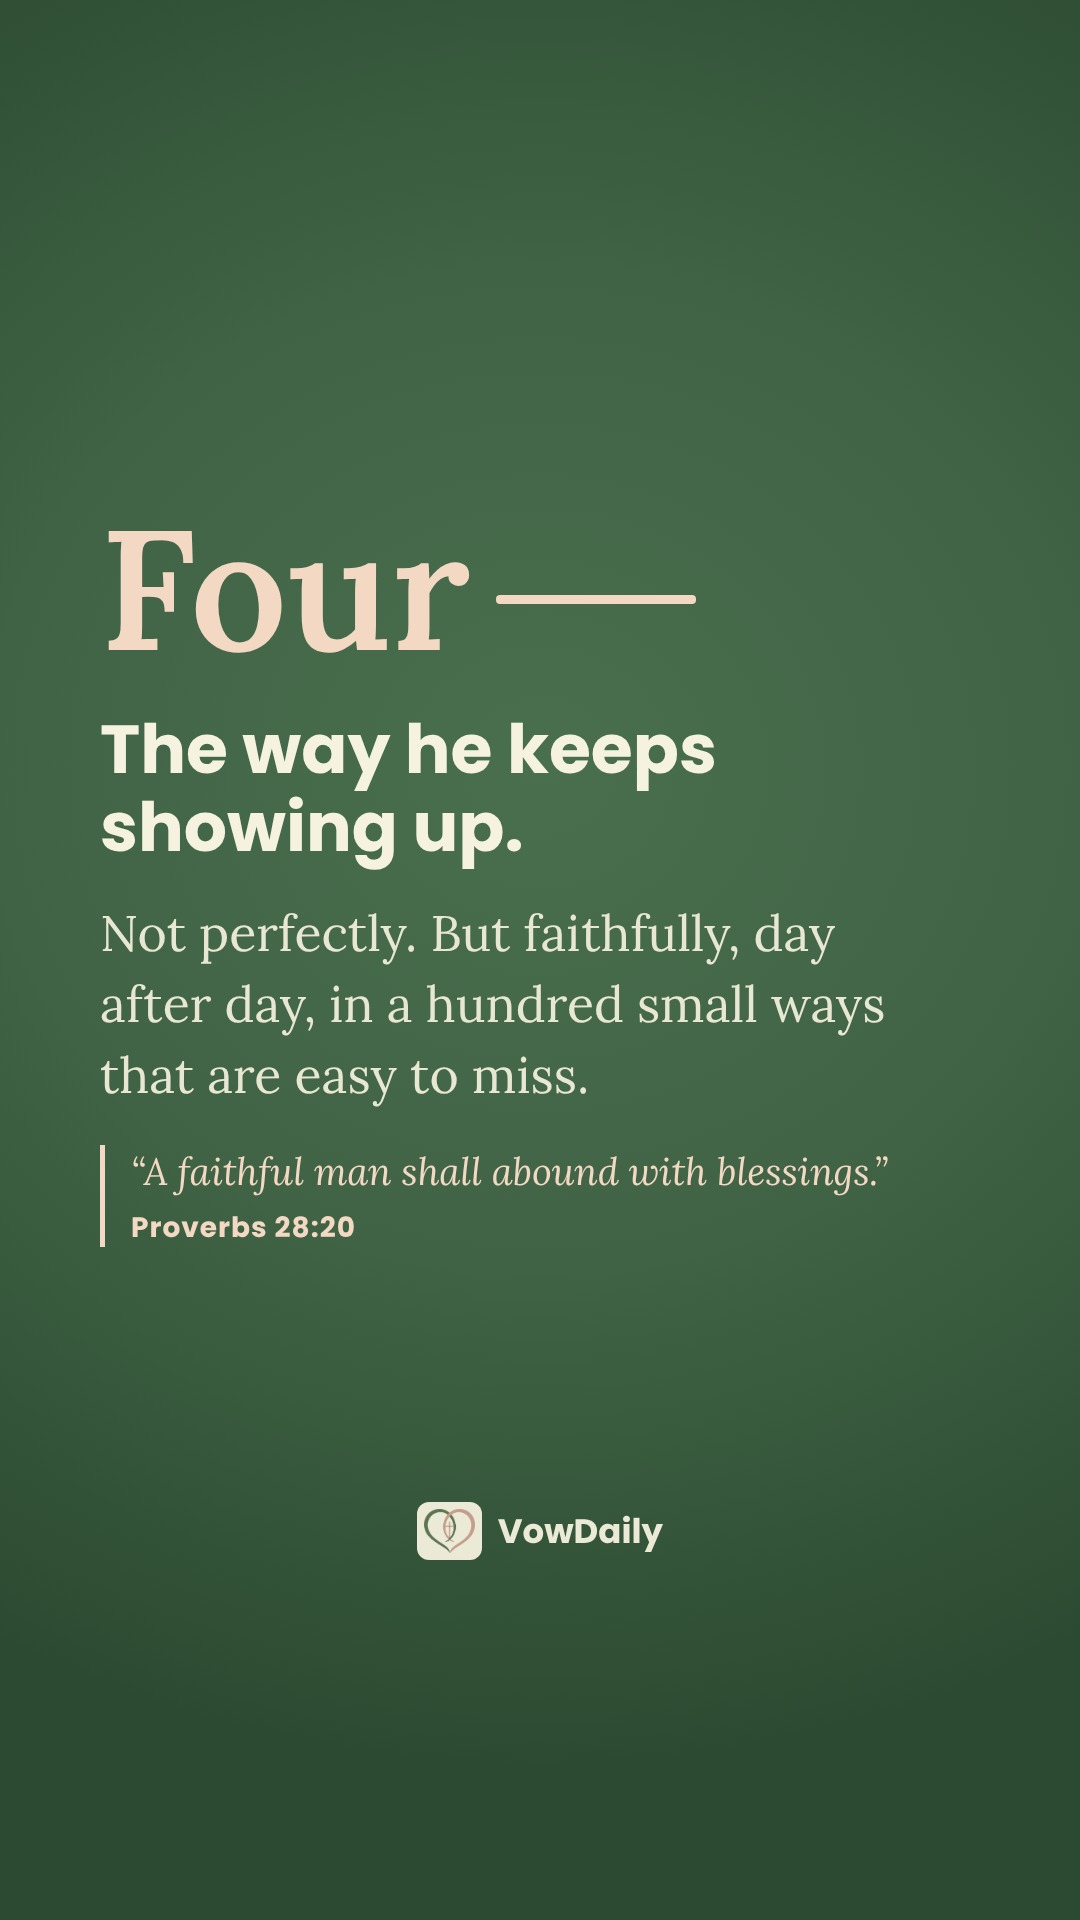 Four
The way he keeps
showing up.
Not perfectly. But faithfully, day
after day, in a hundred small ways
that are easy to miss.
“A faithful man shall abound with blessings.”
Proverbs 28:20
VowDaily